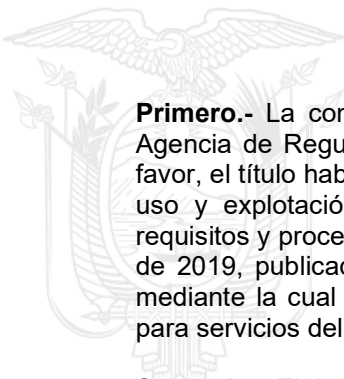 Primero.- La con
Agencia de Regu
favor, el título hab
uso y explotació
requisitos y proce
de 2019, publicac
mediante la cual
para servicios del